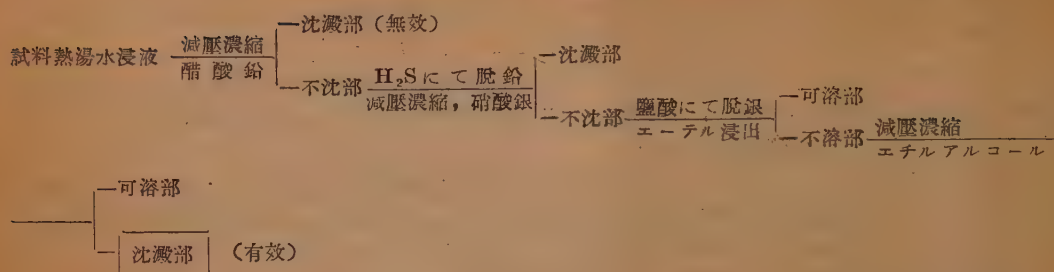 試料熱湯水浸液 減壓濃縮 醋酸鉛
沈澱部（無效）
不沈部 H₂Sにて脫鉛 減壓濃縮，硝酸銀
沈澱部
不沈部 鹽酸にて脫銀 エーテル浸出
可溶部
不溶部 減壓濃縮 エチルアルコール
可溶部
沈澱部 （有效）